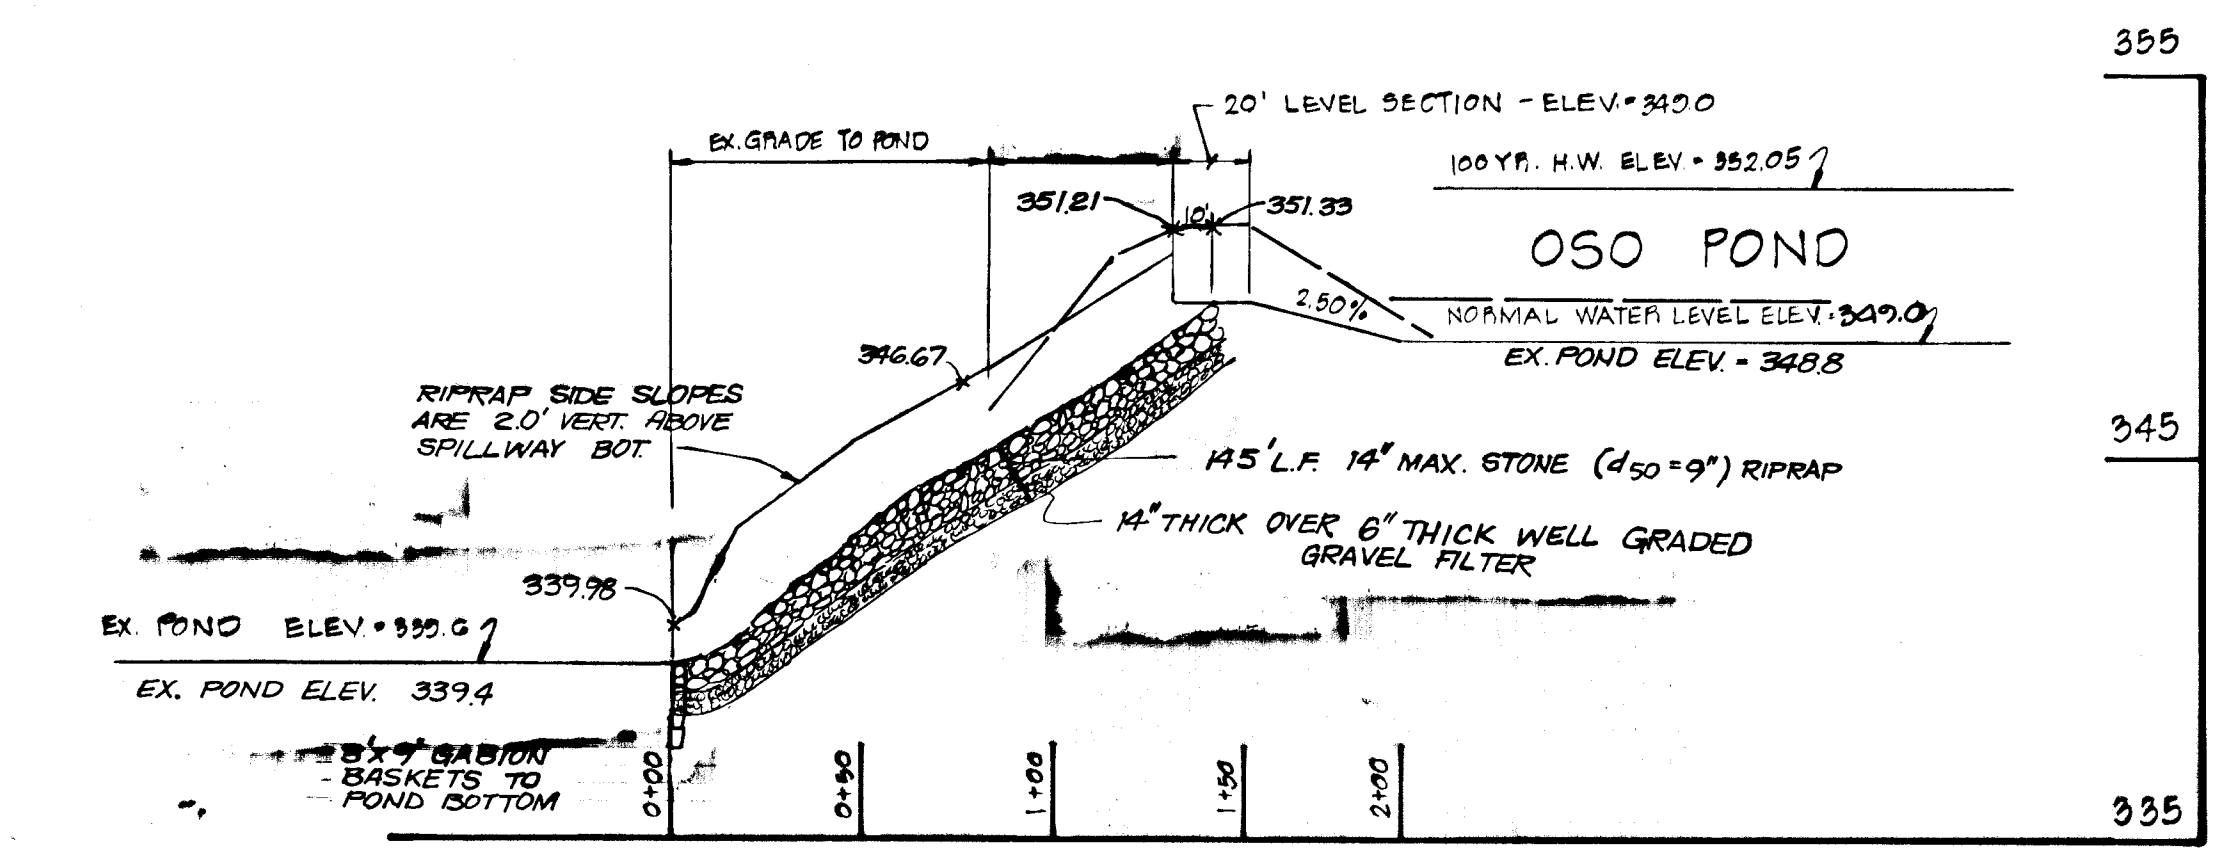 355
20' LEVEL SECTION - ELEV. = 349.0
EX. GRADE TO POND
100 YR. H.W. ELEV. = 352.05
351.21
10'
351.33
OSO POND
2.50%
NORMAL WATER LEVEL ELEV. = 349.0
346.67
EX. POND ELEV. = 348.8
RIPRAP SIDE SLOPES
ARE 2.0' VERT. ABOVE
SPILLWAY BOT.
345
145' L.F. 14" MAX. STONE (d50 = 9") RIPRAP
14" THICK OVER 6" THICK WELL GRADED
GRAVEL FILTER
339.98
EX. POND ELEV. =
EX. POND ELEV. 339.4
GABION
BASKETS TO
POND BOTTOM
0+00
0+50
1+00
1+50
2+00
335